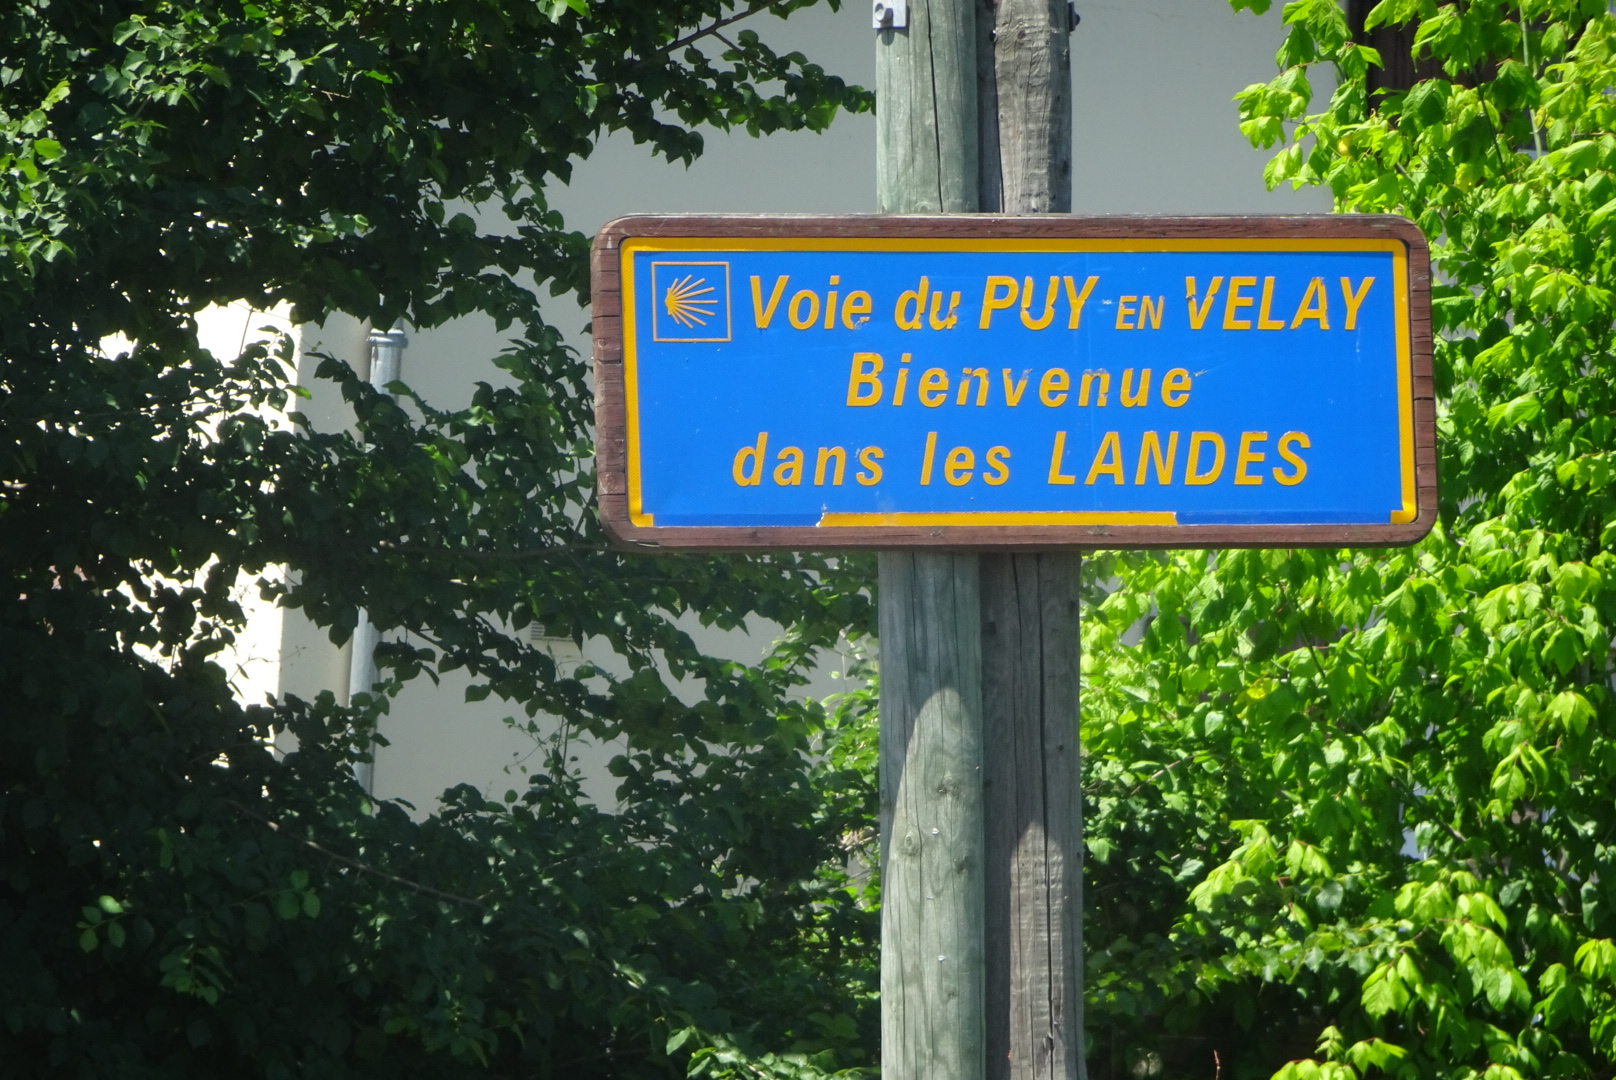 Voie du PUY EN VELAY
Bienvenue
dans les LANDES